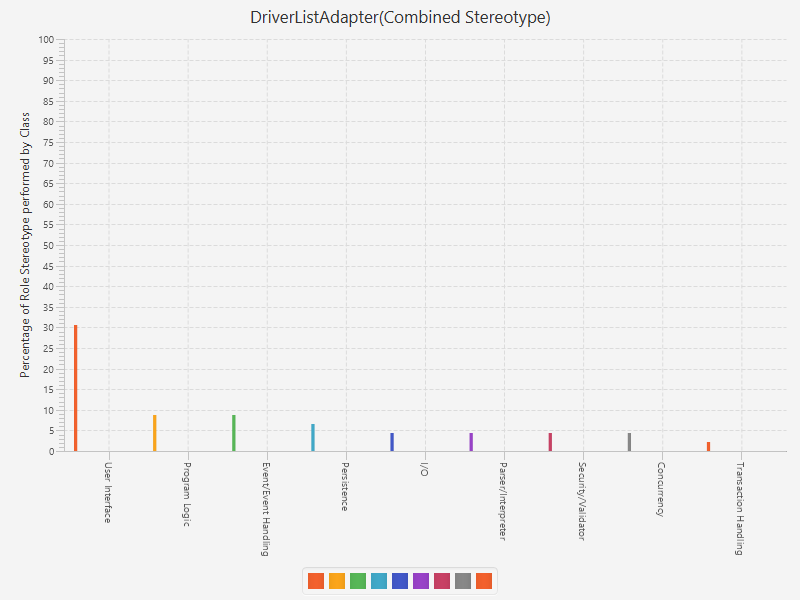 DriverListAdapter(Combined Stereotype)
Percentage of Role Stereotype performed by Class
100
95
90
85
80
75
70
65
60
55
50
45
40
35
30
25
20
15
10
5
0
User Interface
Program Logic
Event/Event Handling
Persistence
I/O
Parser/Interpreter
Security/Validator
Concurrency
Transaction Handling